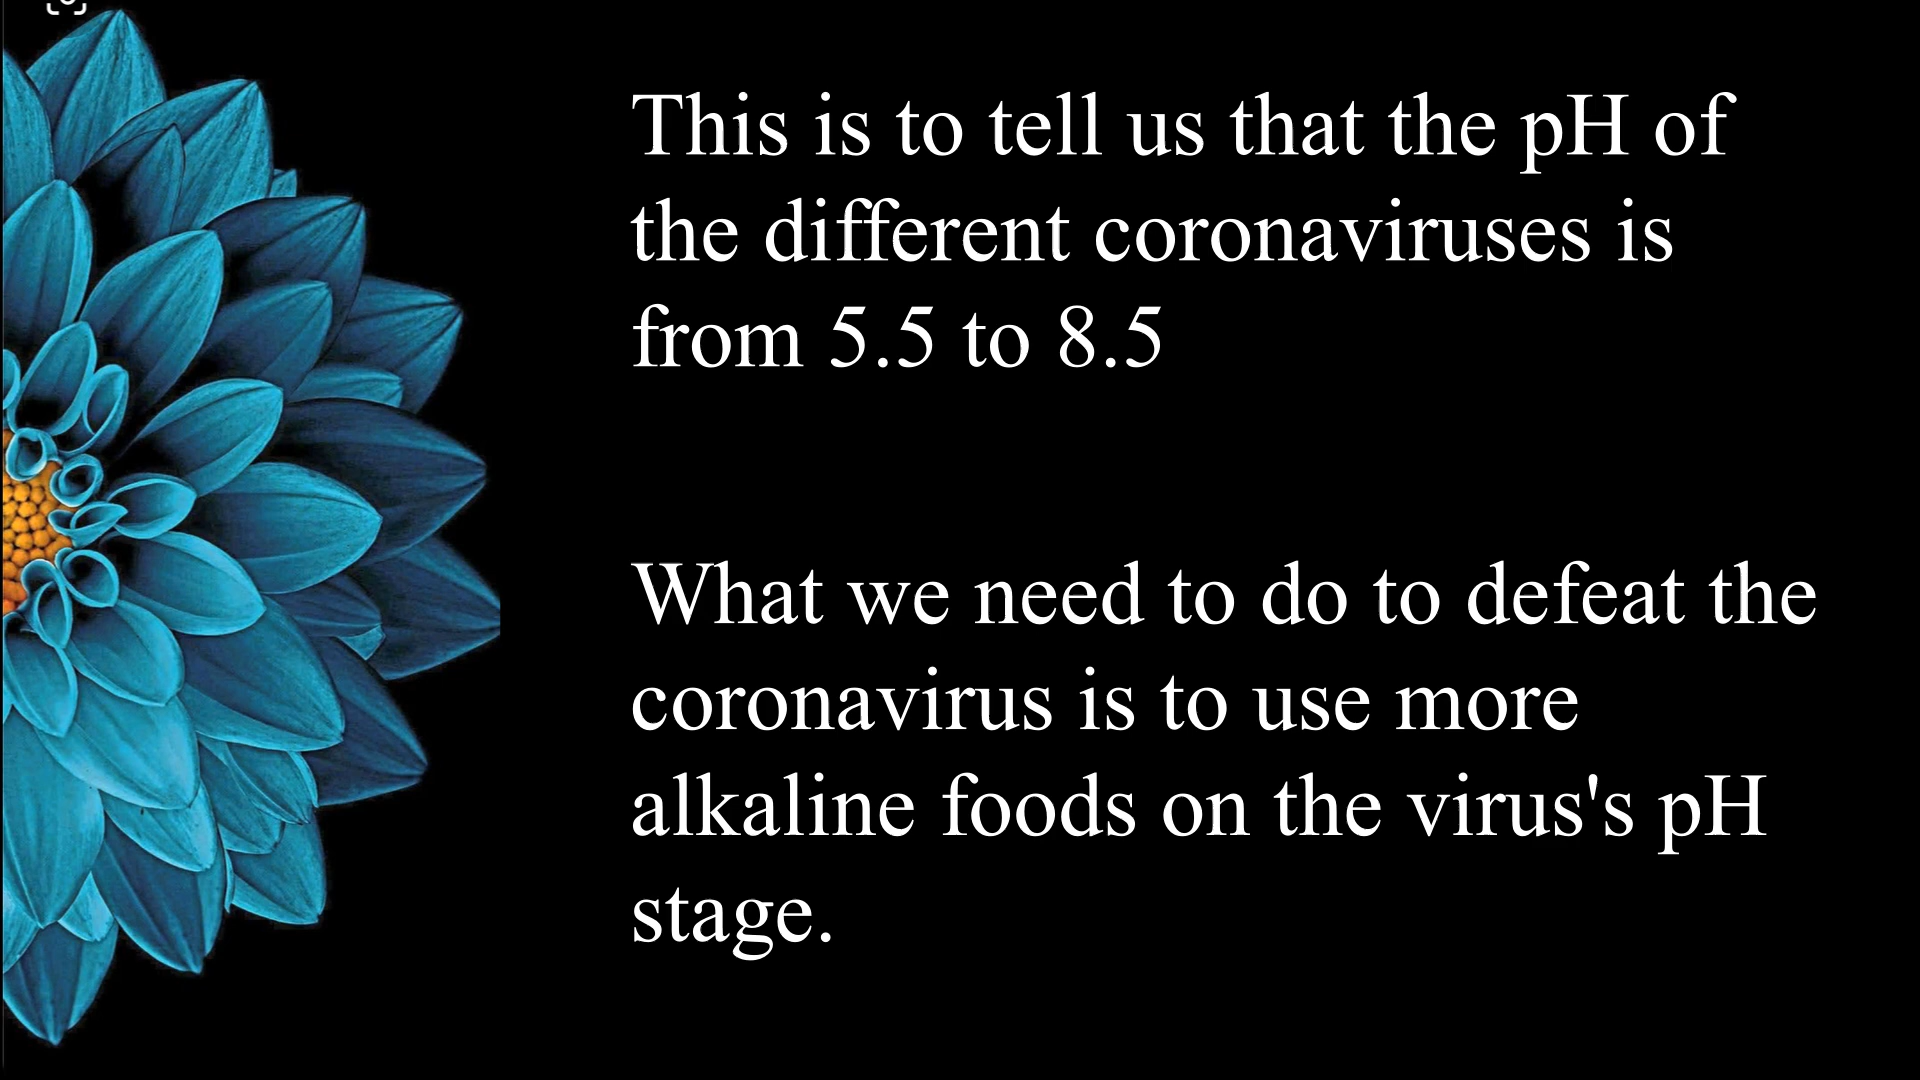 This is to tell us that the pH of
the different coronaviruses is
from 5.5 to 8.5
What we need to do to defeat the
coronavirus is to use more
alkaline foods on the virus's pH
stage.